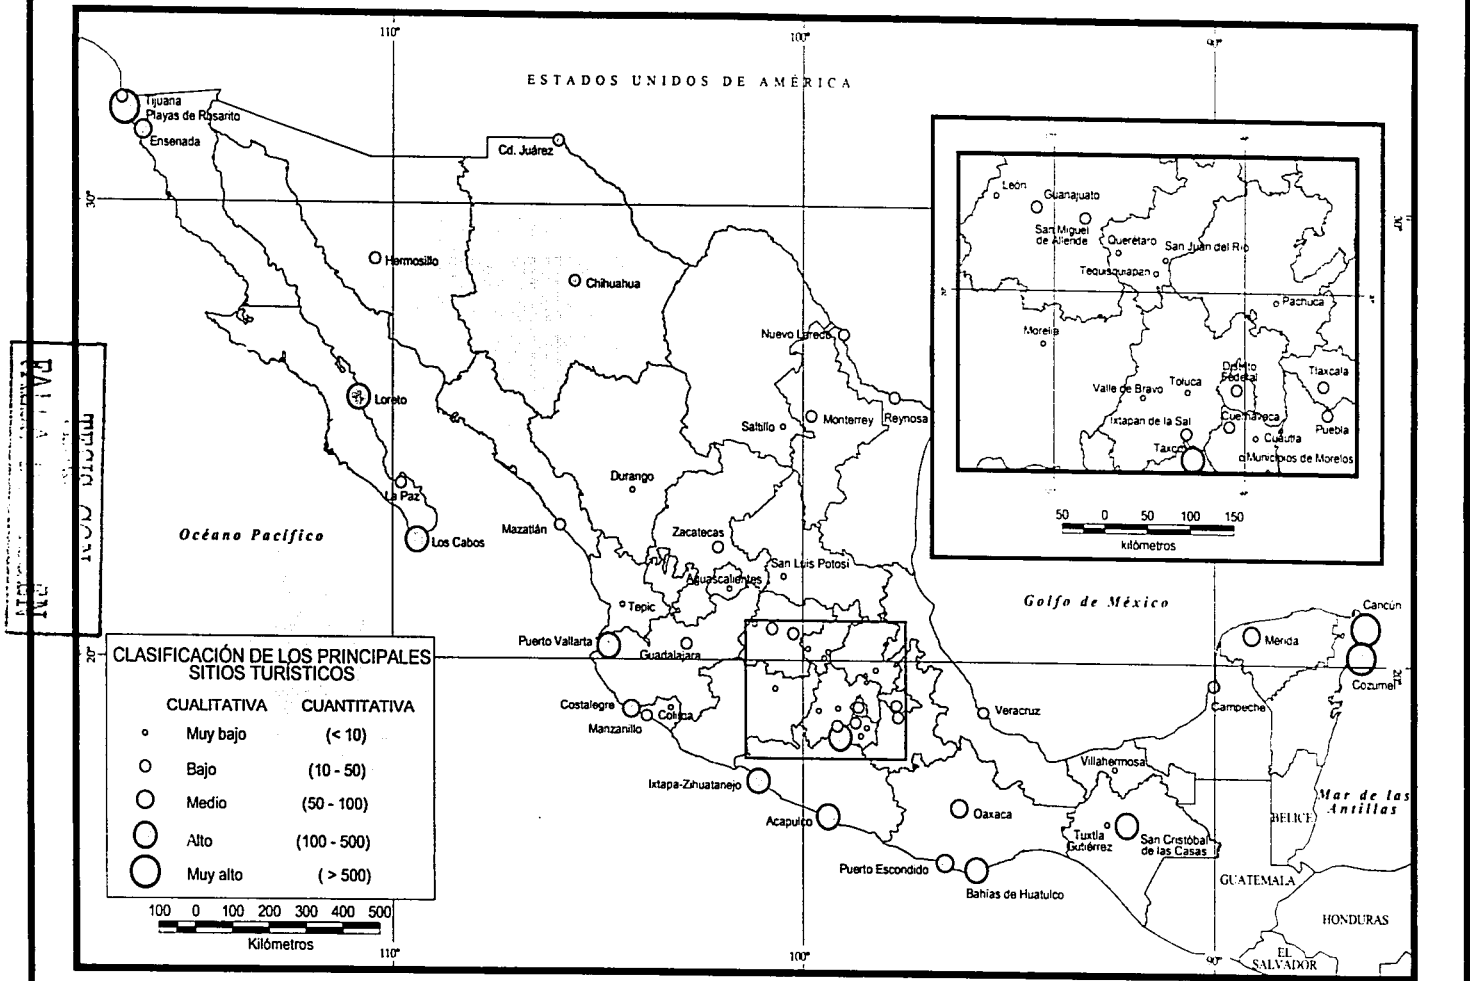 110°
100°
90°
ESTADOS UNIDOS DE AMÉRICA
Tijuana
Playas de Rosarito
Ensenada
Cd. Juárez
30°
30°
Hermosillo
Chihuahua
Nuevo Laredo
Loreto
Saltillo
Monterrey
Reynosa
Durango
La Paz
Los Cabos
Océano Pacífico
Mazatlán
Zacatecas
San Luis Potosí
Aguascalientes
Tepic
Puerto Vallarta
Guadalajara
20°
20°
Golfo de México
Cancún
Mérida
Cozumel
Costalegre
Colima
Manzanillo
Veracruz
Campeche
Villahermosa
Ixtapa-Zihuatanejo
Acapulco
Oaxaca
Tuxtla
Gutiérrez
San Cristóbal
de las Casas
Puerto Escondido
Bahías de Huatulco
Mar de las
Antillas
BELICE
GUATEMALA
HONDURAS
EL
SALVADOR
León
Guanajuato
San Miguel
de Allende
Querétaro
San Juan del Río
Tequisquiapan
Pachuca
Morelia
Distrito
Federal
Tlaxcala
Valle de Bravo
Toluca
Ixtapan de la Sal
Cuernavaca
Puebla
Taxco
Cuautla
Municipios de Morelos
50 0 50 100 150
kilómetros
CLASIFICACIÓN DE LOS PRINCIPALES
SITIOS TURÍSTICOS
CUALITATIVA CUANTITATIVA
Muy bajo (< 10)
Bajo (10 - 50)
Medio (50 - 100)
Alto (100 - 500)
Muy alto ( > 500)
100 0 100 200 300 400 500
Kilómetros
110°
100°
90°